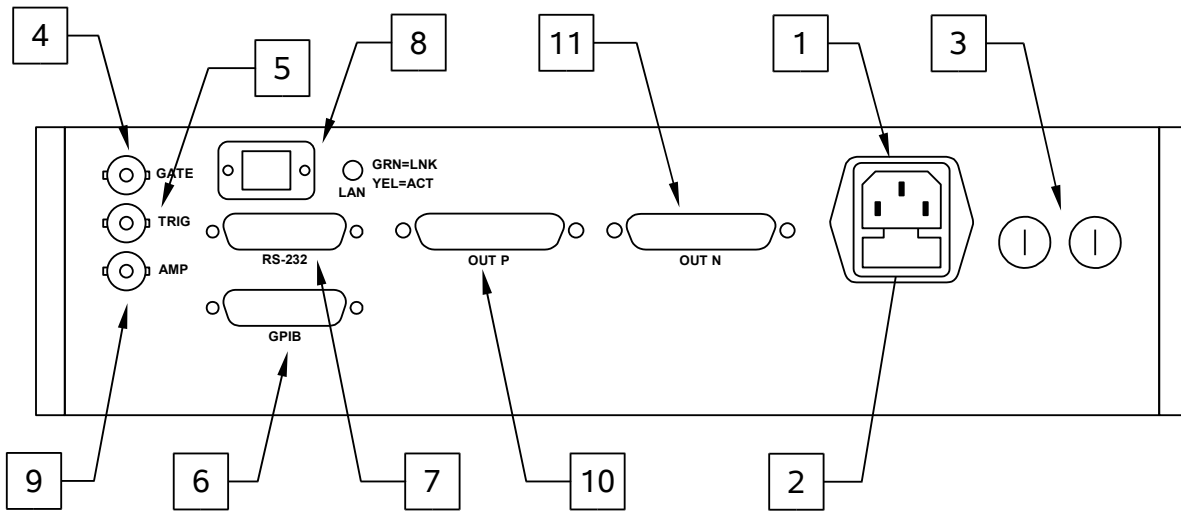 4
5
8
11
1
3
GATE
TRIG
AMP
GRN=LNK
LAN YEL=ACT
RS-232
OUT P
OUT N
GPIB
9
6
7
10
2